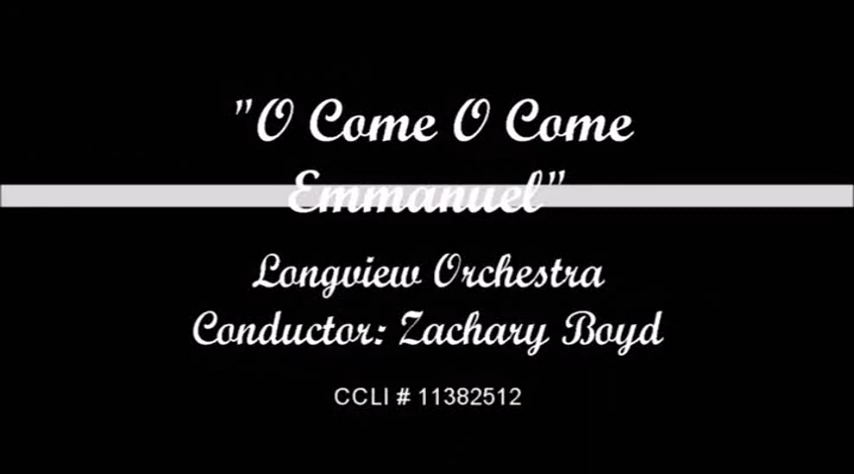 "O Come O Come
Emmanuel"
Longview Orchestra
Conductor: Zachary Boyd
CCLI # 11382512